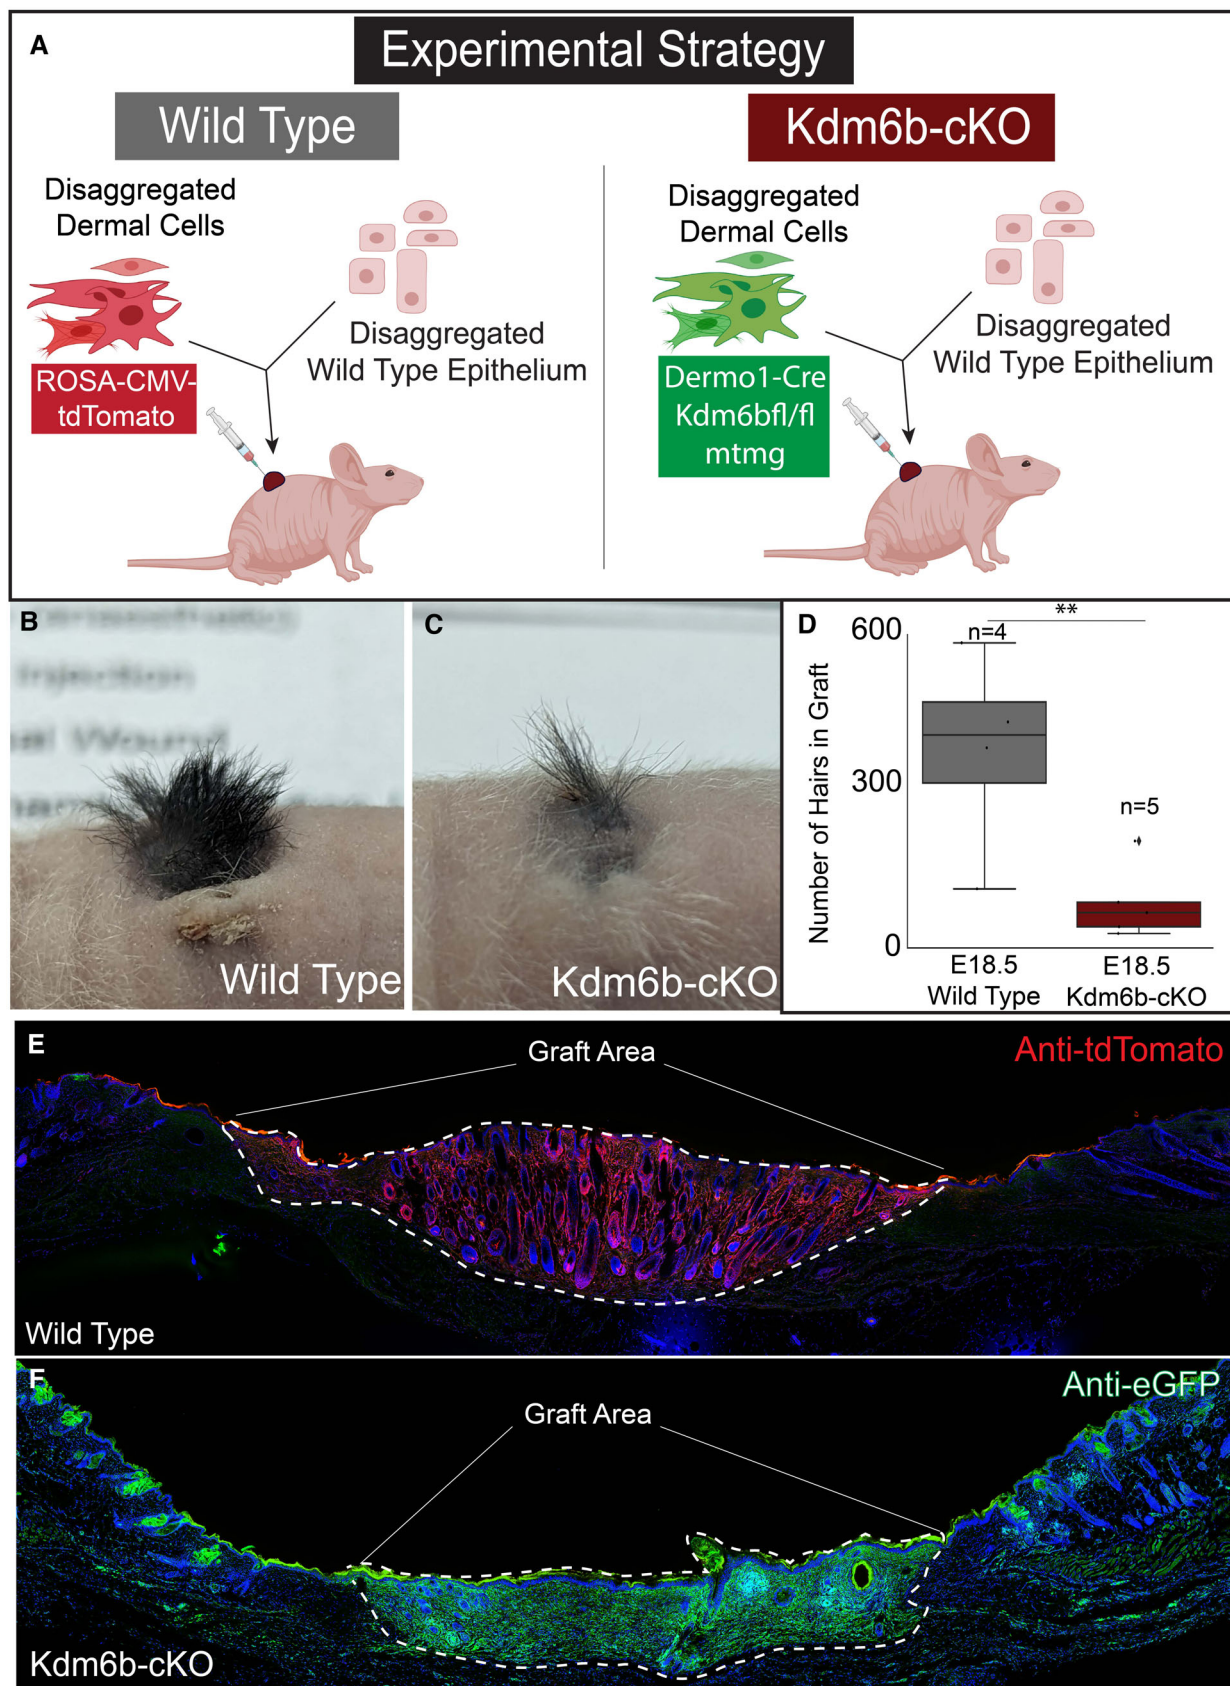 A
Experimental Strategy
Wild Type
Disaggregated
Dermal Cells
Disaggregated
Wild Type Epithelium
ROSA-CMV-
tdTomato
Kdm6b-cKO
Disaggregated
Dermal Cells
Disaggregated
Wild Type Epithelium
Dermo1-Cre
Kdm6bfl/fl
mtmg
B
Injection
Wound
Wild Type
C
Kdm6b-cKO
D
**
600
n=4
Number of Hairs in Graft
300
n=5
0
E18.5
Wild Type
E18.5
Kdm6b-cKO
E
Graft Area
Anti-tdTomato
Wild Type
F
Graft Area
Anti-eGFP
Kdm6b-cKO